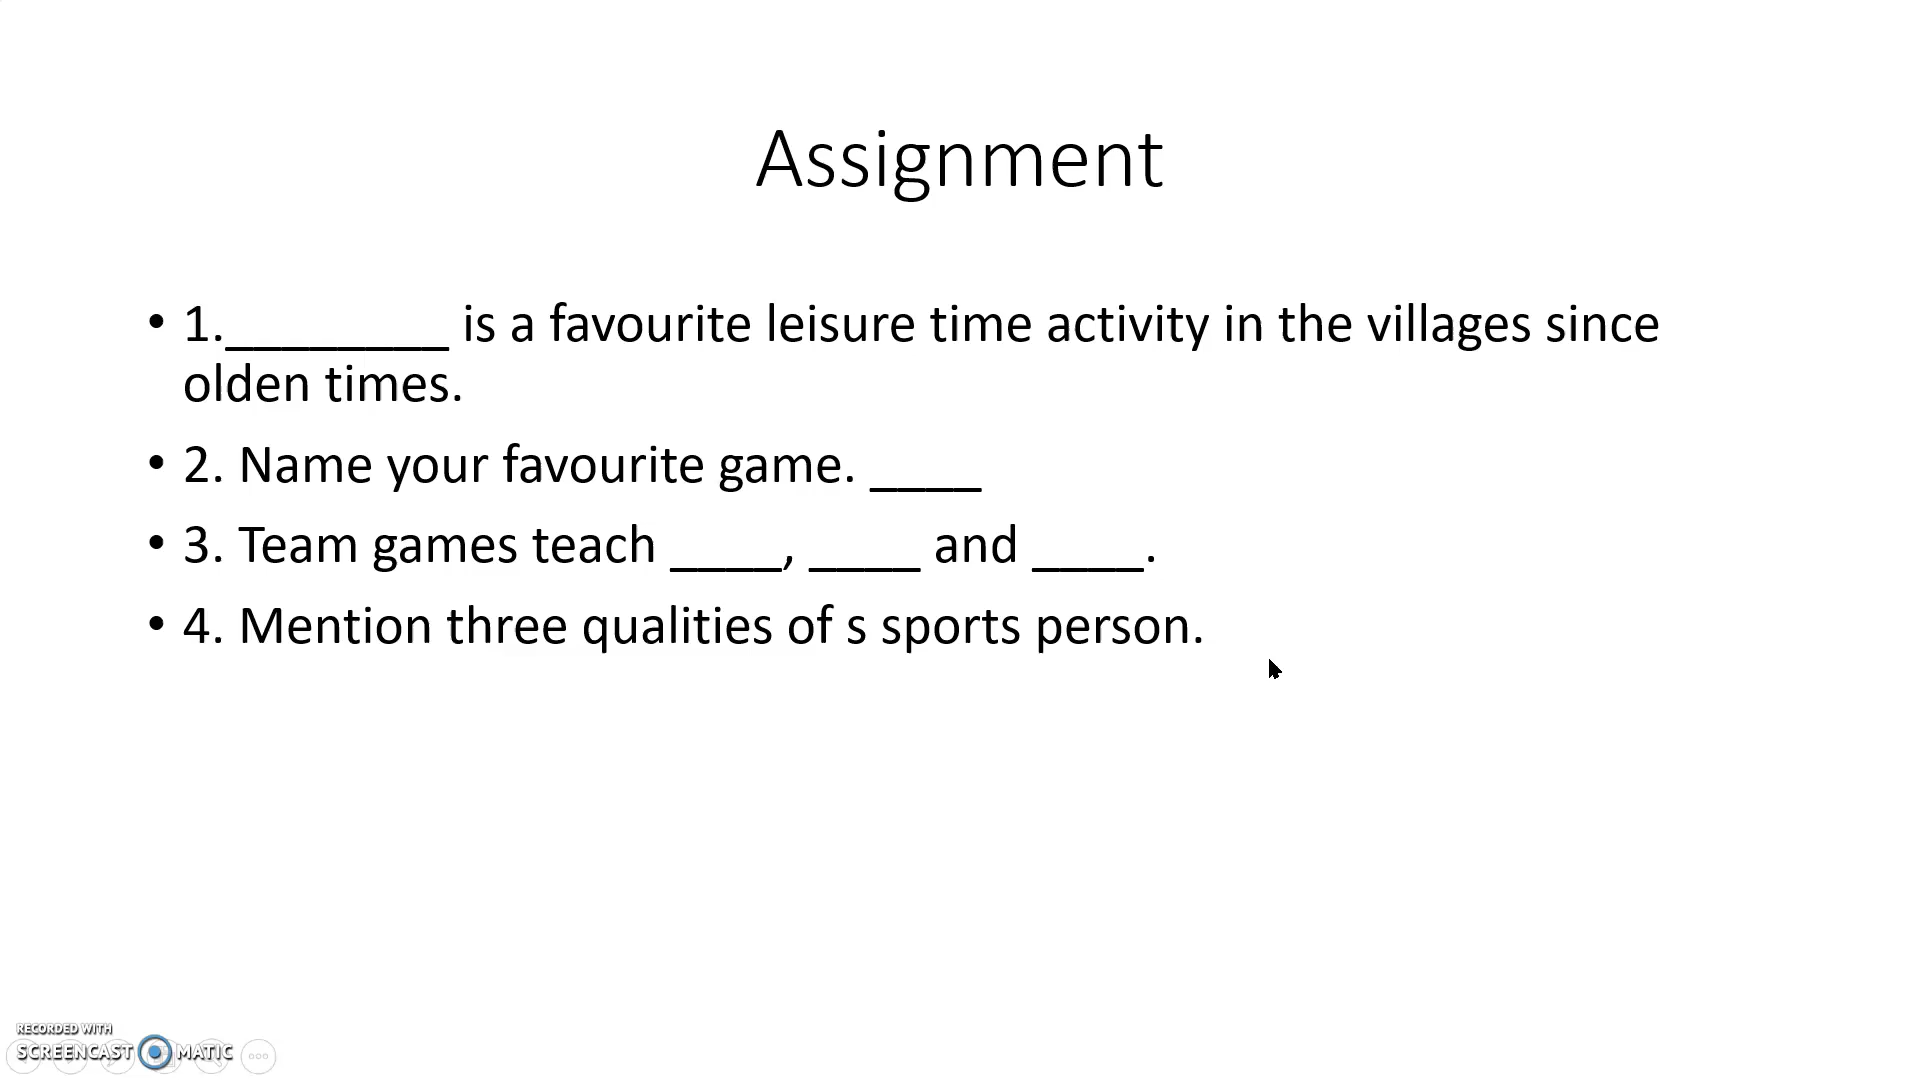 Assignment
• 1.________ is a favourite leisure time activity in the villages since
olden times.
• 2. Name your favourite game. ____
• 3. Team games teach ____, ____ and ____.
• 4. Mention three qualities of s sports person.
RECORDED WITH
SCREENCAST MATIC